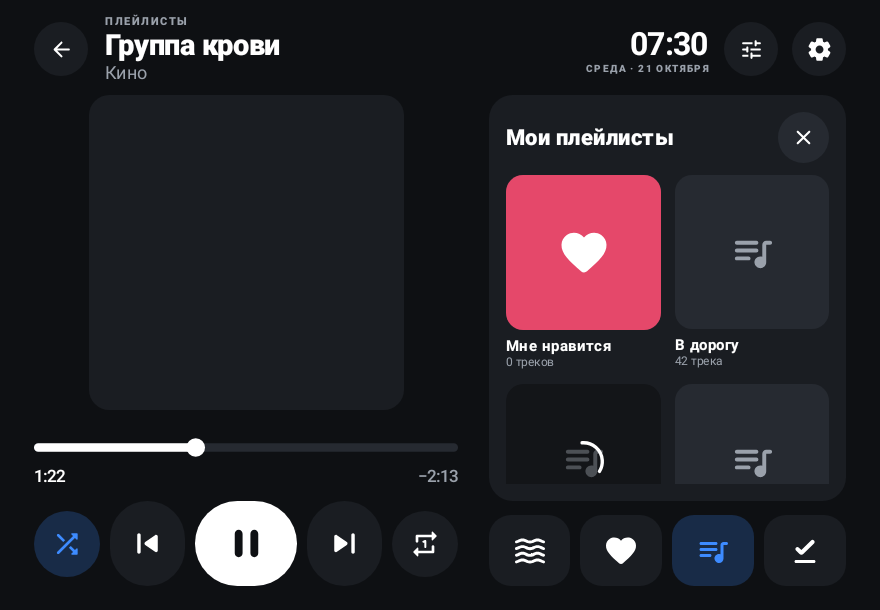 ПЛЕЙЛИСТЫ
Группа крови
Кино
07:30
СРЕДА · 21 ОКТЯБРЯ
Мои плейлисты
Мне нравится
0 треков
В дорогу
42 трека
1:22
−2:13
1